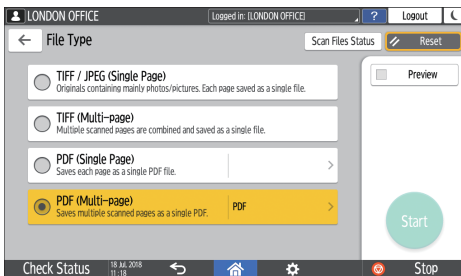 LONDON OFFICE
Logged in: (LONDON OFFICE)
?
Logout
File Type
Scan Files Status
Reset
TIFF / JPEG (Single Page)
Originals containing mainly photos/pictures. Each page saved as a single file.
Preview
TIFF (Multi-page)
Multiple scanned pages are combined and saved as a single file.
PDF (Single Page)
Saves each page as a single PDF file.
PDF (Multi-page)
Saves multiple scanned pages as a single PDF.
PDF
Start
Check Status
18 Jul. 2018
11:18
Stop